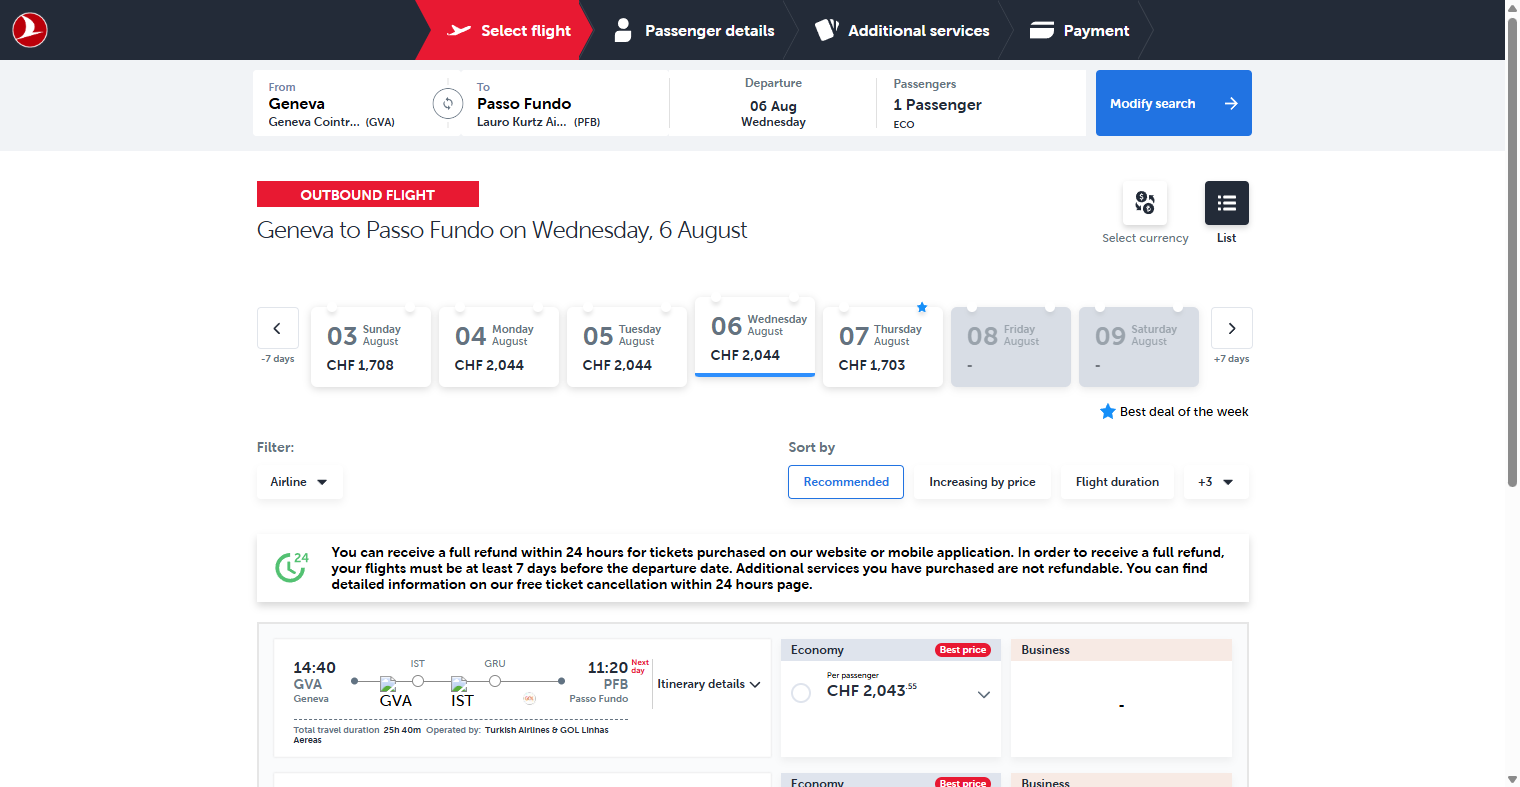 Select flight
Passenger details
Additional services
Payment
From
Geneva
Geneva Cointr... (GVA)
To
Passo Fundo
Lauro Kurtz Ai... (PFB)
Departure
06 Aug
Wednesday
Passengers
1 Passenger
ECO
Modify search
OUTBOUND FLIGHT
Geneva to Passo Fundo on Wednesday, 6 August
Select currency
List
-7 days
03 Sunday August
CHF 1,708
04 Monday August
CHF 2,044
05 Tuesday August
CHF 2,044
06 Wednesday August
CHF 2,044
07 Thursday August
CHF 1,703
08 Friday August
-
09 Saturday August
-
+7 days
Best deal of the week
Filter:
Airline
Sort by
Recommended
Increasing by price
Flight duration
+3
24
You can receive a full refund within 24 hours for tickets purchased on our website or mobile application. In order to receive a full refund,
your flights must be at least 7 days before the departure date. Additional services you have purchased are not refundable. You can find
detailed information on our free ticket cancellation within 24 hours page.
14:40
GVA
Geneva
IST
GRU
GVA
IST
GOL
11:20 Next day
PFB
Passo Fundo
Itinerary details
Total travel duration 25h 40m Operated by: Turkish Airlines & GOL Linhas
Aereas
Economy
Best price
Per passenger
CHF 2,043.55
Business
-
Economy
Best price
Business